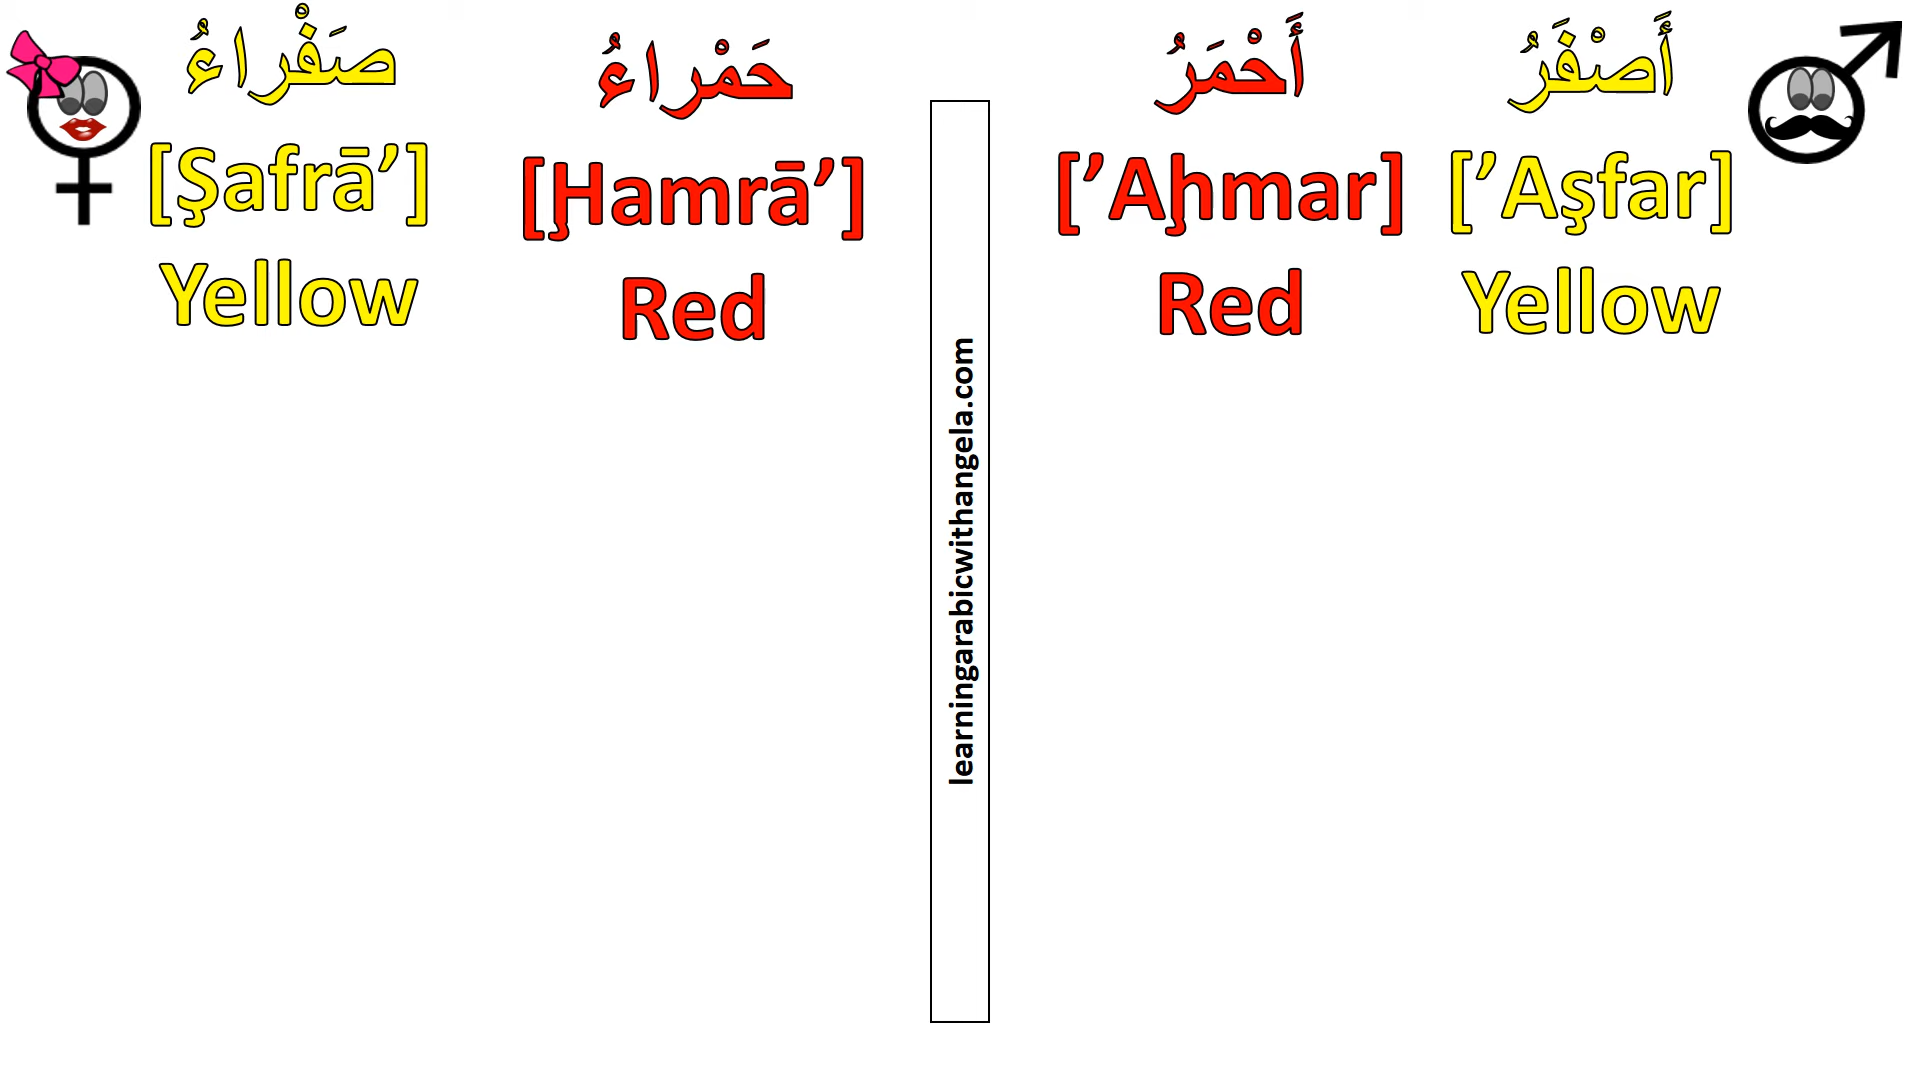 صَفْراءُ
[Şafrā’]
Yellow
حَمْراءُ
[Ḩamrā’]
Red
learningarabicwithangela.com
أَحْمَرُ
[’Aḩmar]
Red
أَصْفَرُ
[’Aşfar]
Yellow